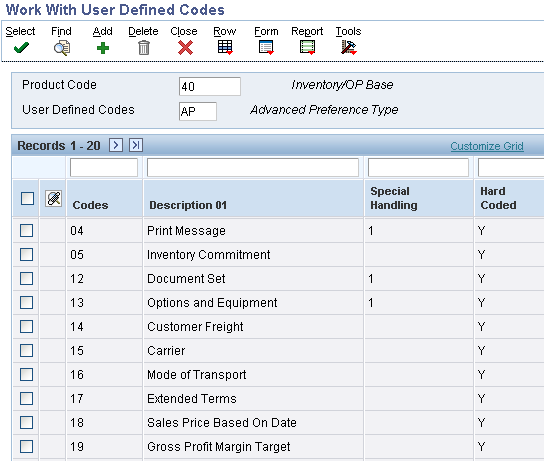 Work With User Defined Codes
Select Find Add Delete Close Row Form Report Tools
Product Code 40 Inventory/OP Base
User Defined Codes AP Advanced Preference Type
Records 1 - 20 Customize Grid
Codes Description 01 Special Handling Hard Coded
04 Print Message 1 Y
05 Inventory Commitment Y
12 Document Set 1 Y
13 Options and Equipment 1 Y
14 Customer Freight Y
15 Carrier Y
16 Mode of Transport Y
17 Extended Terms Y
18 Sales Price Based On Date Y
19 Gross Profit Margin Target Y